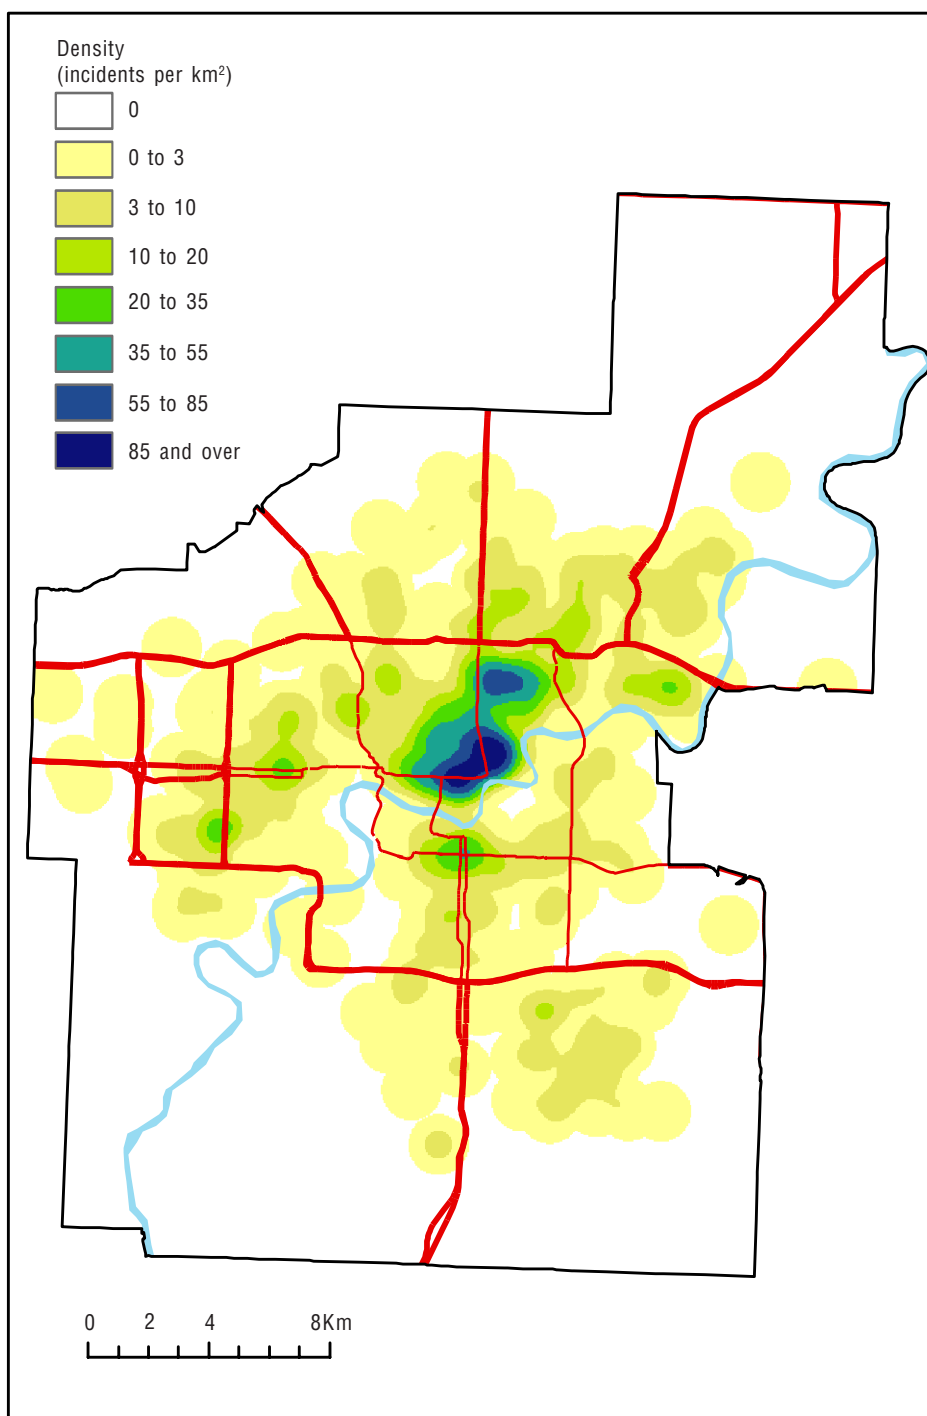 Density
(incidents per km²)
0
0 to 3
3 to 10
10 to 20
20 to 35
35 to 55
55 to 85
85 and over
0 2 4 8Km